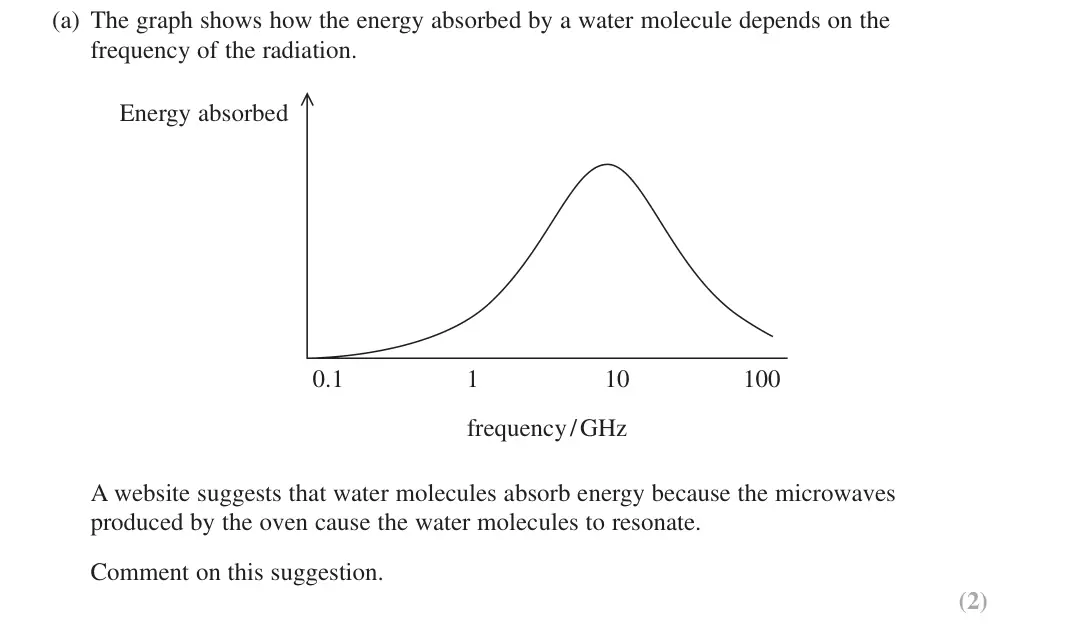 (a) The graph shows how the energy absorbed by a water molecule depends on the
frequency of the radiation.
Energy absorbed
0.1 1 10 100
frequency/GHz
A website suggests that water molecules absorb energy because the microwaves
produced by the oven cause the water molecules to resonate.
Comment on this suggestion.
(2)